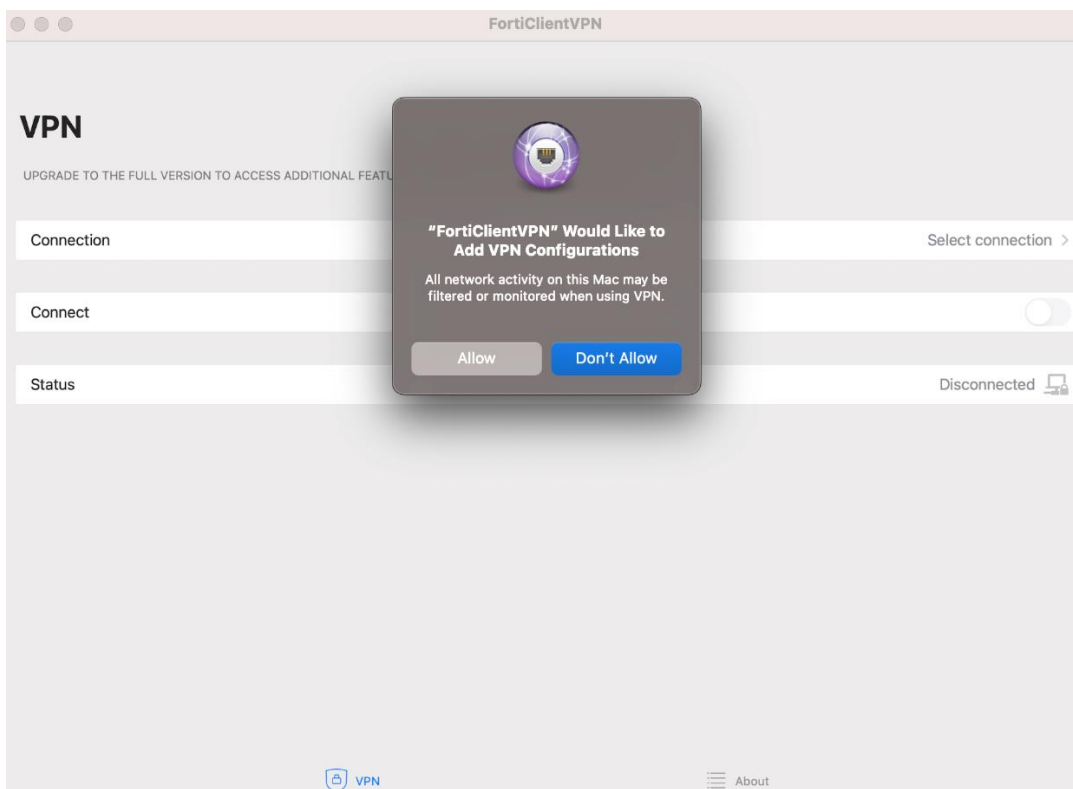 FortiClientVPN
VPN
UPGRADE TO THE FULL VERSION TO ACCESS ADDITIONAL
“FortiClientVPN” Would Like to
Add VPN Configurations
All network activity on this Mac may be
filtered or monitored when using VPN.
Allow Don’t Allow
Connection Select connection >
Connect
Status Disconnected
VPN About